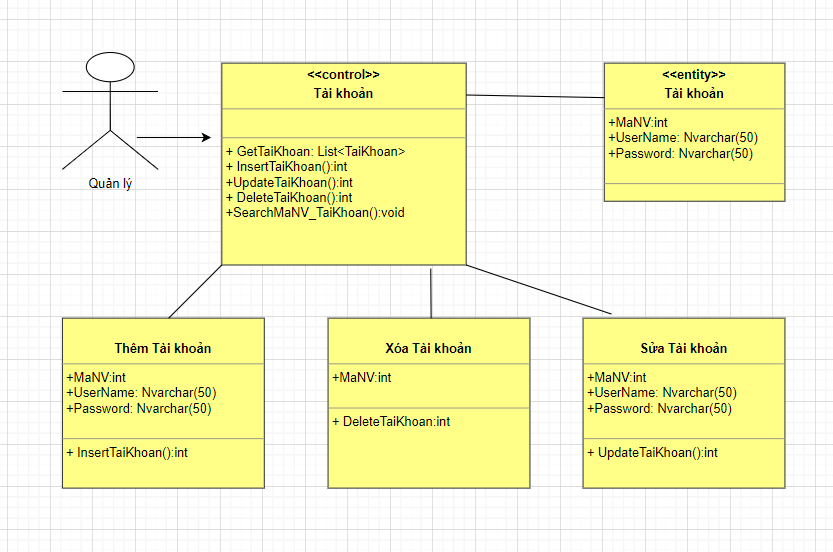 <<control>>
Tài khoản
+ GetTaiKhoan: List<TaiKhoan>
+ InsertTaiKhoan():int
+UpdateTaiKhoan():int
+ DeleteTaiKhoan():int
+SearchMaNV_TaiKhoan():void
<<entity>>
Tài khoản
+MaNV:int
+UserName: Nvarchar(50)
+Password: Nvarchar(50)
Quản lý
Thêm Tài khoản
+MaNV:int
+UserName: Nvarchar(50)
+Password: Nvarchar(50)
+ InsertTaiKhoan():int
Xóa Tài khoản
+MaNV:int
+ DeleteTaiKhoan:int
Sửa Tài khoản
+MaNV:int
+UserName: Nvarchar(50)
+Password: Nvarchar(50)
+ UpdateTaiKhoan():int